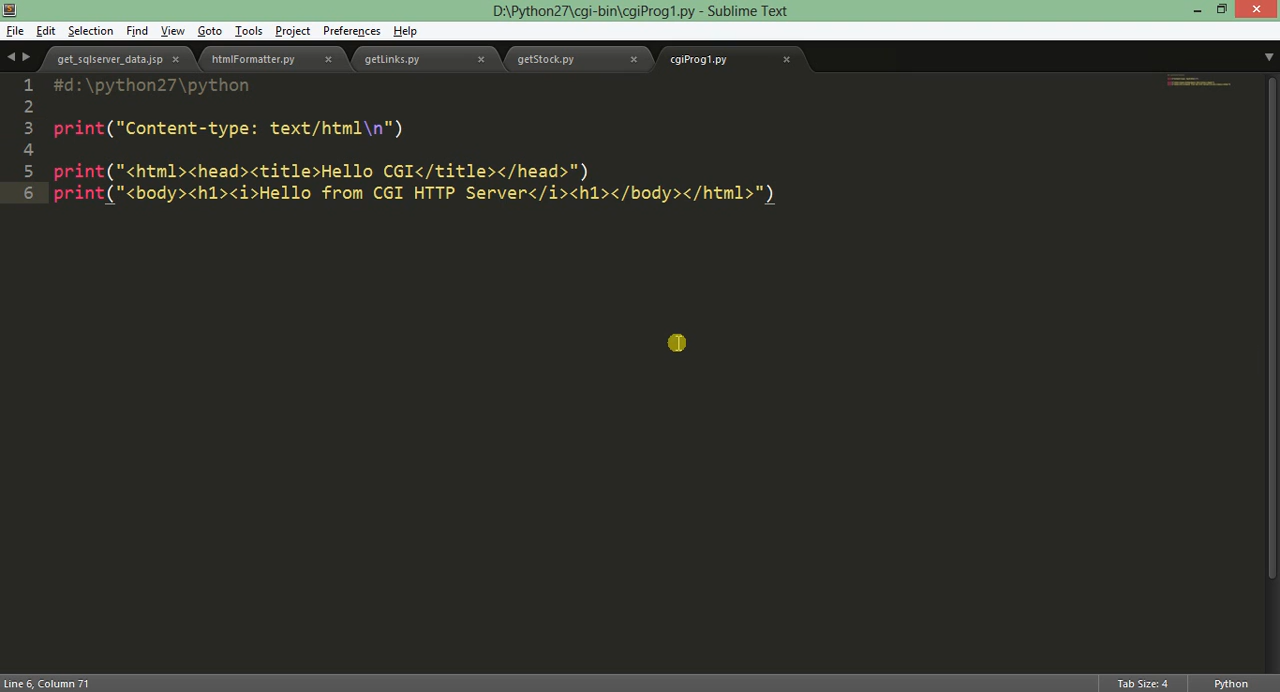 D:\Python27\cgi-bin\cgiProg1.py - Sublime Text
File Edit Selection Find View Goto Tools Project Preferences Help
get_sqlserver_data.jsp × htmlFormatter.py × getLinks.py × getStock.py × cgiProg1.py ×
1 #d:\python27\python
2
3 print("Content-type: text/html\n")
4
5 print("<html><head><title>Hello CGI</title></head>")
6 print("<body><h1><i>Hello from CGI HTTP Server</i><h1></body></html>")
Line 6, Column 71 Tab Size: 4 Python